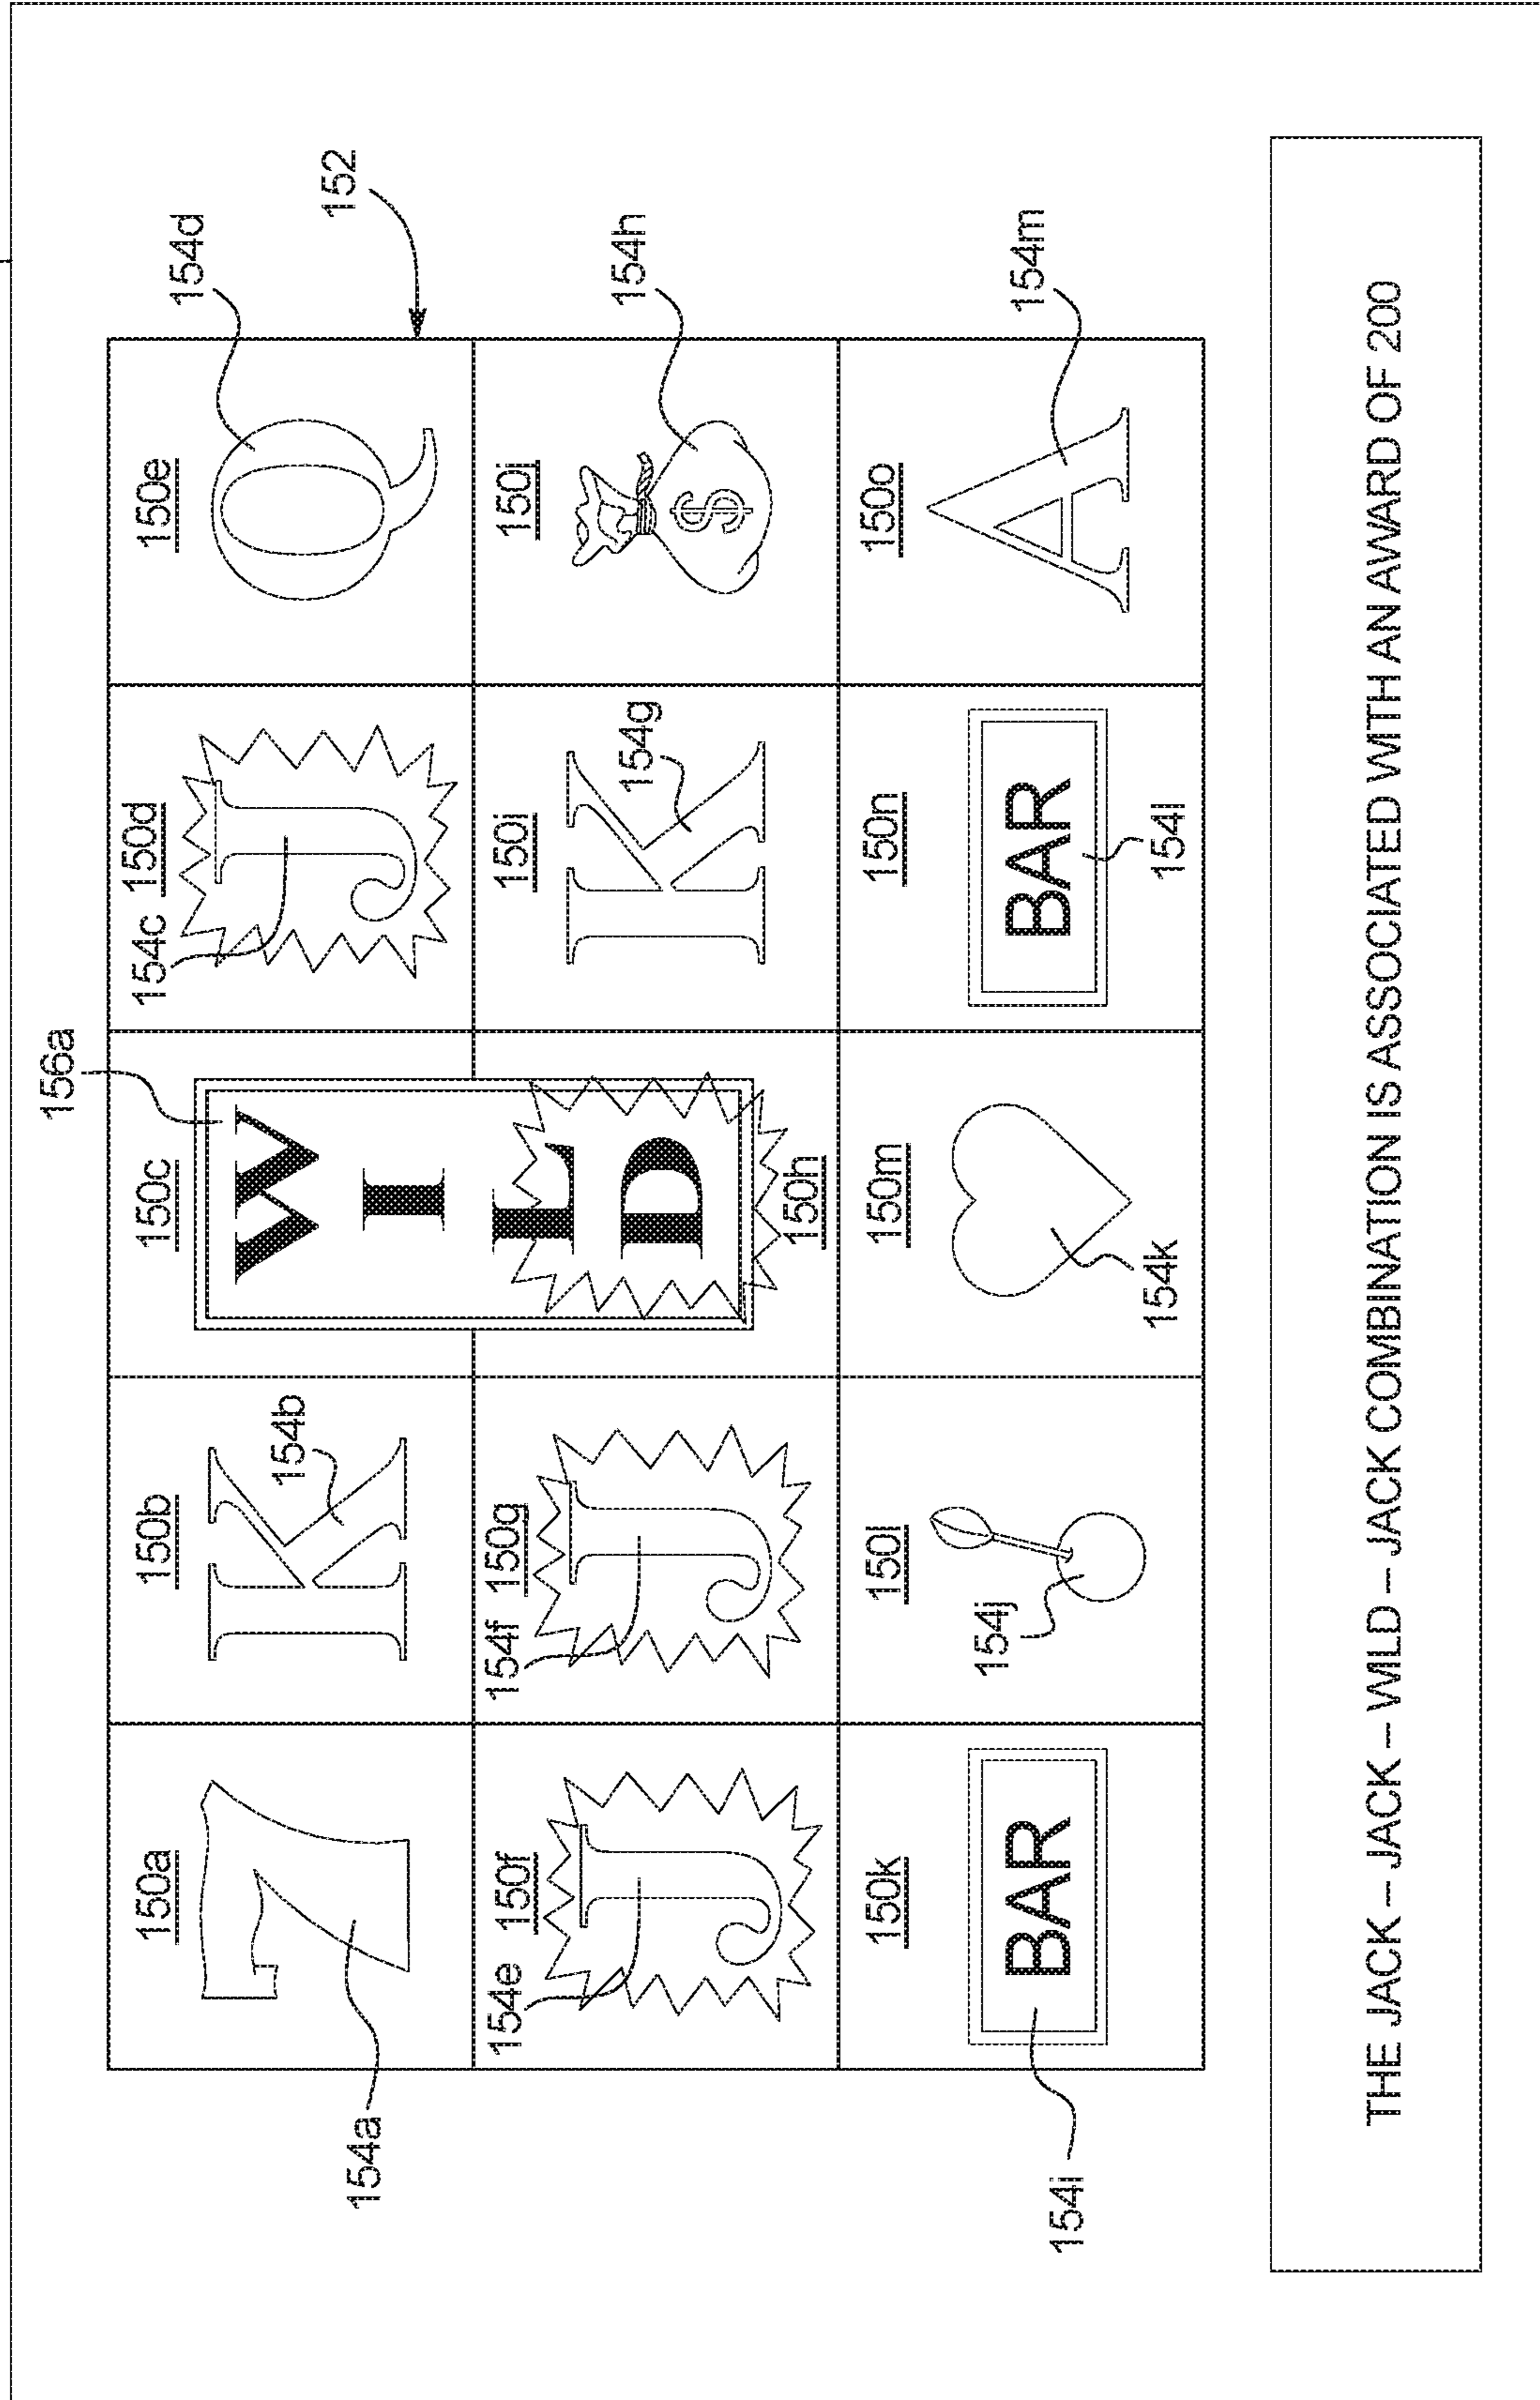 156a
150a
150b
150c
154c 150d
150e
154d
7
K
WILD
J
Q
154a
154b
152
154e 150f
154f 150g
150h
150i
150j
154h
J
J
K
$
154g
150k
150l
150m
150n
150o
154m
BAR
BAR
A
154i
154j
154k
154l
THE JACK – JACK – WILD – JACK COMBINATION IS ASSOCIATED WITH AN AWARD OF 200